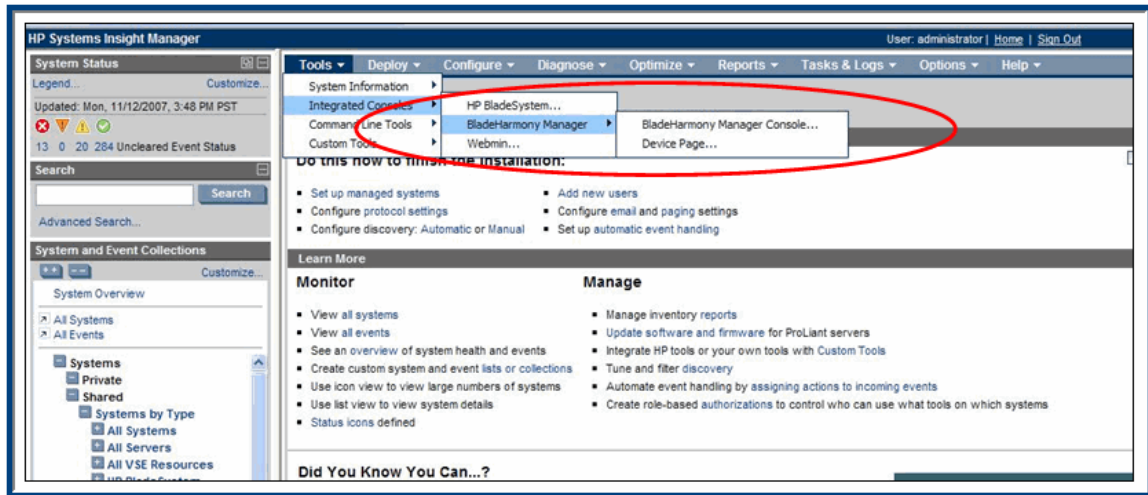 HP Systems Insight Manager
User: administrator | Home | Sign Out
System Status
Legend... Customize...
Updated: Mon, 11/12/2007, 3:48 PM PST
13 0 20 284 Uncleared Event Status
Search
Search
Advanced Search...
System and Event Collections
Customize...
System Overview
All Systems
All Events
Systems
Private
Shared
Systems by Type
All Systems
All Servers
All VSE Resources
HP BladeSystem
Tools Deploy Configure Diagnose Optimize Reports Tasks & Logs Options Help
System Information
Integrated Consoles
Command Line Tools
Custom Tools
HP BladeSystem...
BladeHarmony Manager
Webmin...
BladeHarmony Manager Console...
Device Page...
Do this now to finish the installation:
Set up managed systems
Configure protocol settings
Configure discovery: Automatic or Manual
Add new users
Configure email and paging settings
Set up automatic event handling
Learn More
Monitor
View all systems
View all events
See an overview of system health and events
Create custom system and event lists or collections
Use icon view to view large numbers of systems
Use list view to view system details
Status icons defined
Manage
Manage inventory reports
Update software and firmware for ProLiant servers
Integrate HP tools or your own tools with Custom Tools
Tune and filter discovery
Automate event handling by assigning actions to incoming events
Create role-based authorizations to control who can use what tools on which systems
Did You Know You Can...?